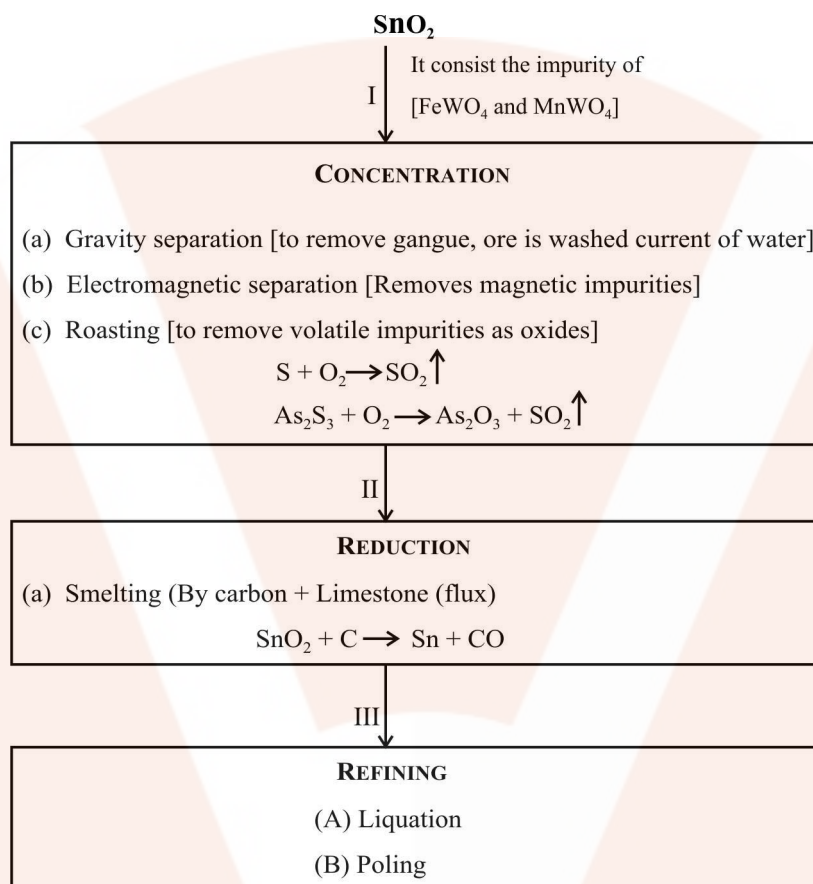 SnO₂
It consist the impurity of
I
[FeWO₄ and MnWO₄]
CONCENTRATION
(a) Gravity separation [to remove gangue, ore is washed current of water]
(b) Electromagnetic separation [Removes magnetic impurities]
(c) Roasting [to remove volatile impurities as oxides]
S + O₂ → SO₂ ↑
As₂S₃ + O₂ → As₂O₃ + SO₂ ↑
II
REDUCTION
(a) Smelting (By carbon + Limestone (flux)
SnO₂ + C → Sn + CO
III
REFINING
(A) Liquation
(B) Poling